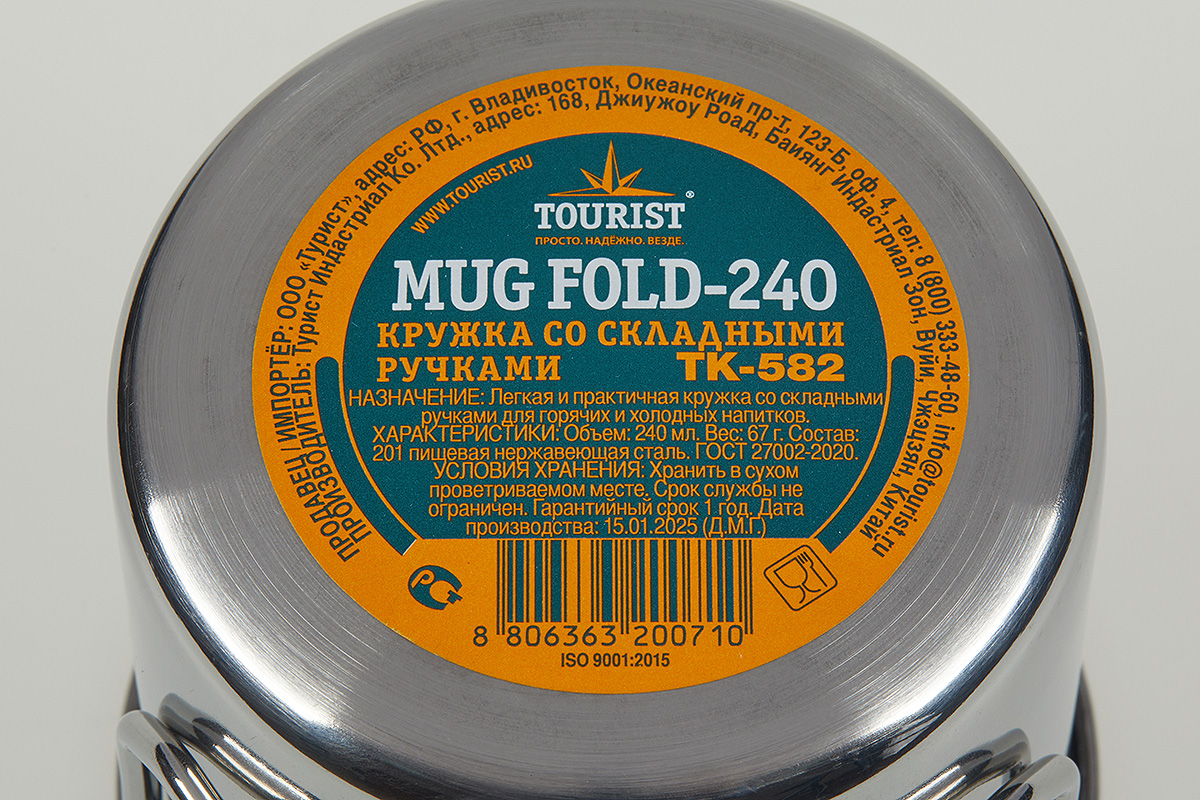 ПРОДАВЕЦ / ИМПОРТЁР: ООО «Турист», адрес: РФ, г. Владивосток, Океанский пр-т, 123-Б, оф. 4, тел: 8 (800) 333-48-60, info@tourist.ru
ПРОИЗВОДИТЕЛЬ: Турист Индастриал Ко. Лтд., адрес: 168, Джиужоу Роад, Баиянг Индастриал Зон, Вуйи, Чжэцзян, Китай
WWW.TOURIST.RU
TOURIST®
ПРОСТО. НАДЁЖНО. ВЕЗДЕ.
MUG FOLD-240
КРУЖКА СО СКЛАДНЫМИ
РУЧКАМИ TK-582
НАЗНАЧЕНИЕ: Легкая и практичная кружка со складными
ручками для горячих и холодных напитков.
ХАРАКТЕРИСТИКИ: Объем: 240 мл. Вес: 67 г. Состав:
201 пищевая нержавеющая сталь. ГОСТ 27002-2020.
УСЛОВИЯ ХРАНЕНИЯ: Хранить в сухом
проветриваемом месте. Срок службы не
ограничен. Гарантийный срок 1 год. Дата
производства: 15.01.2025 (Д.М.Г.)
РСТ
8 806363 200710
ISO 9001:2015